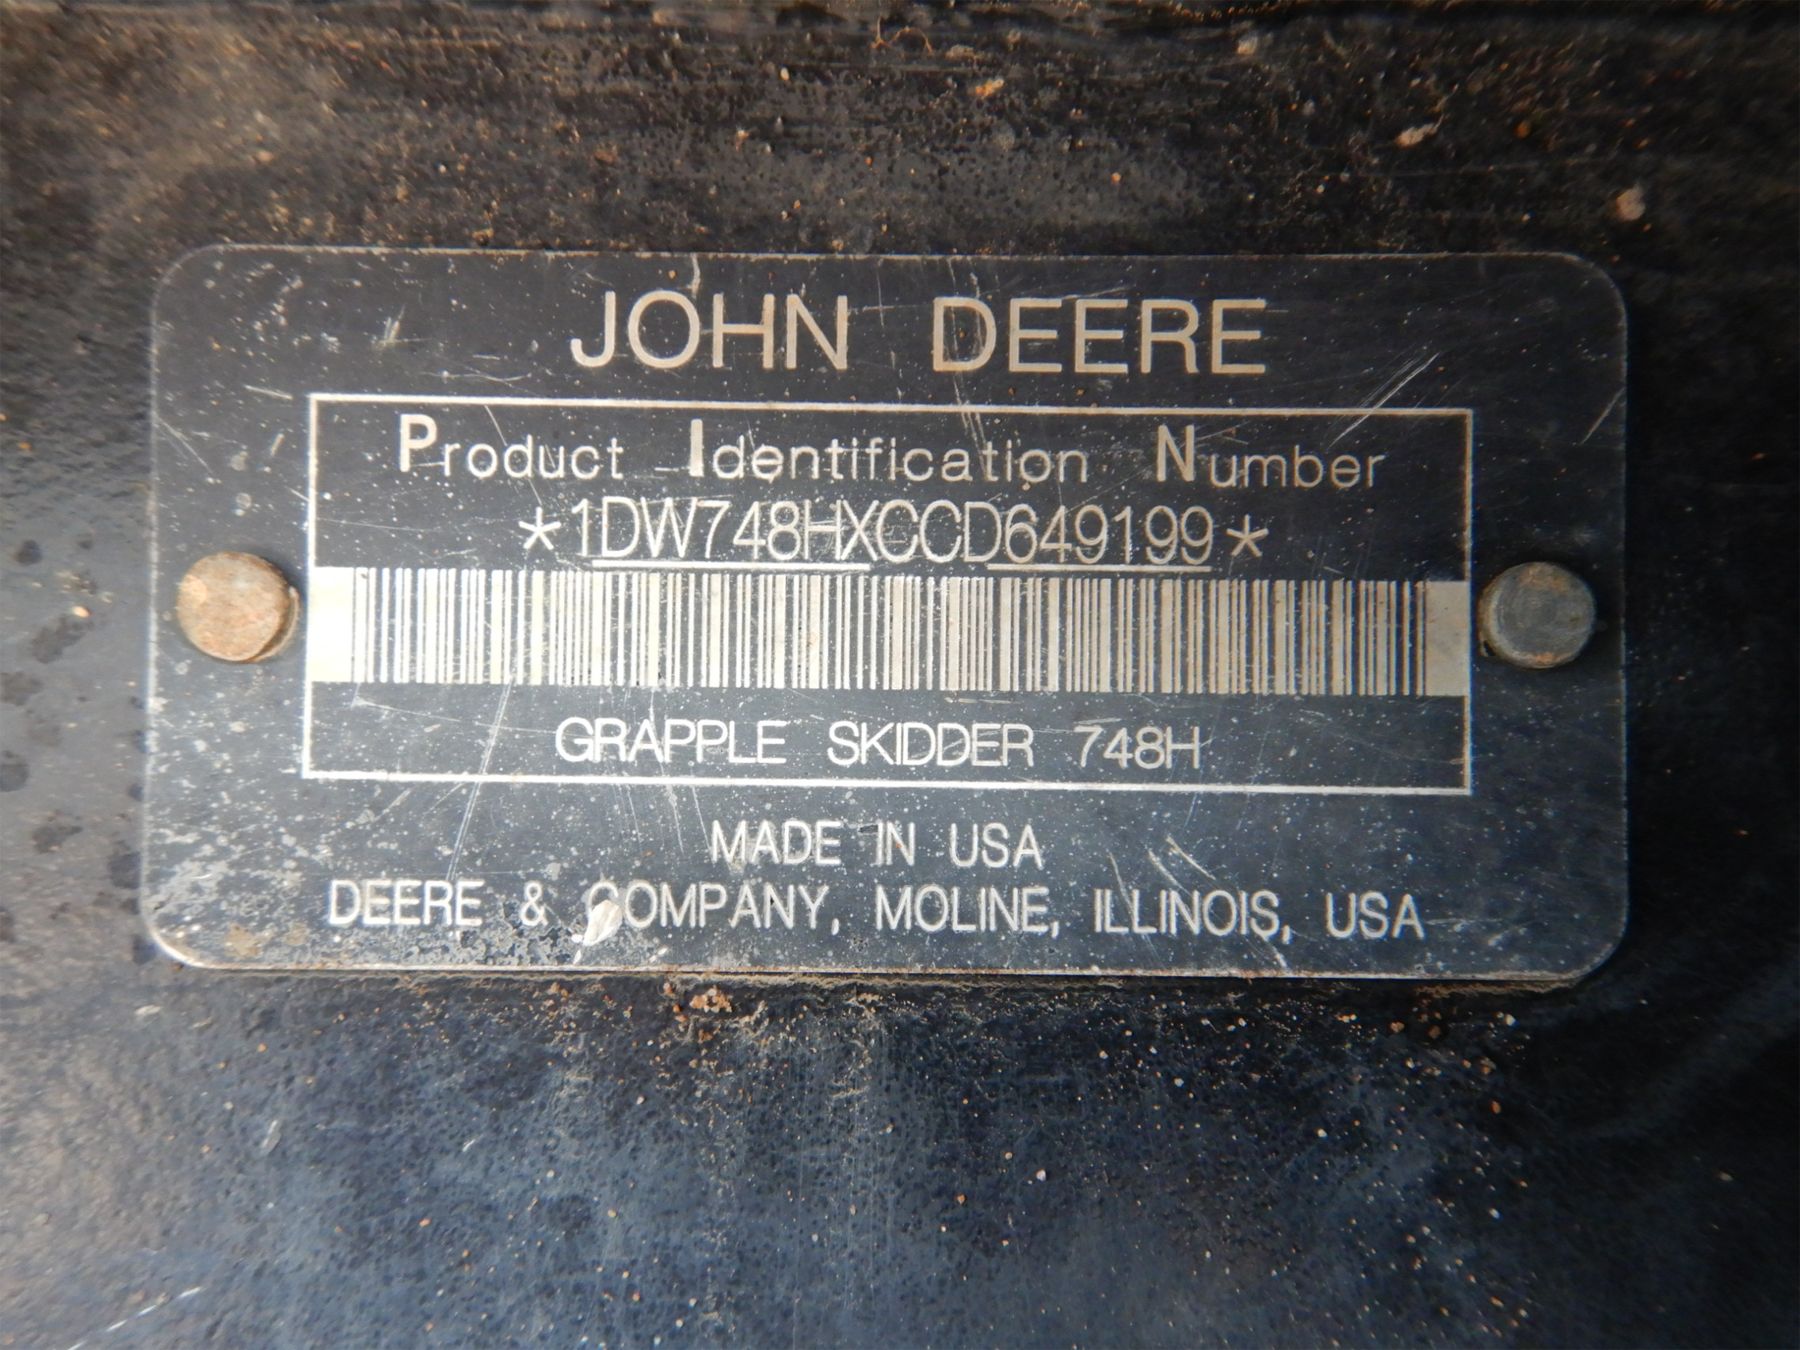 JOHN DEERE
Product Identification Number
*1DW748HXCCD649199*
GRAPPLE SKIDDER 748H
MADE IN USA
DEERE & COMPANY, MOLINE, ILLINOIS, USA